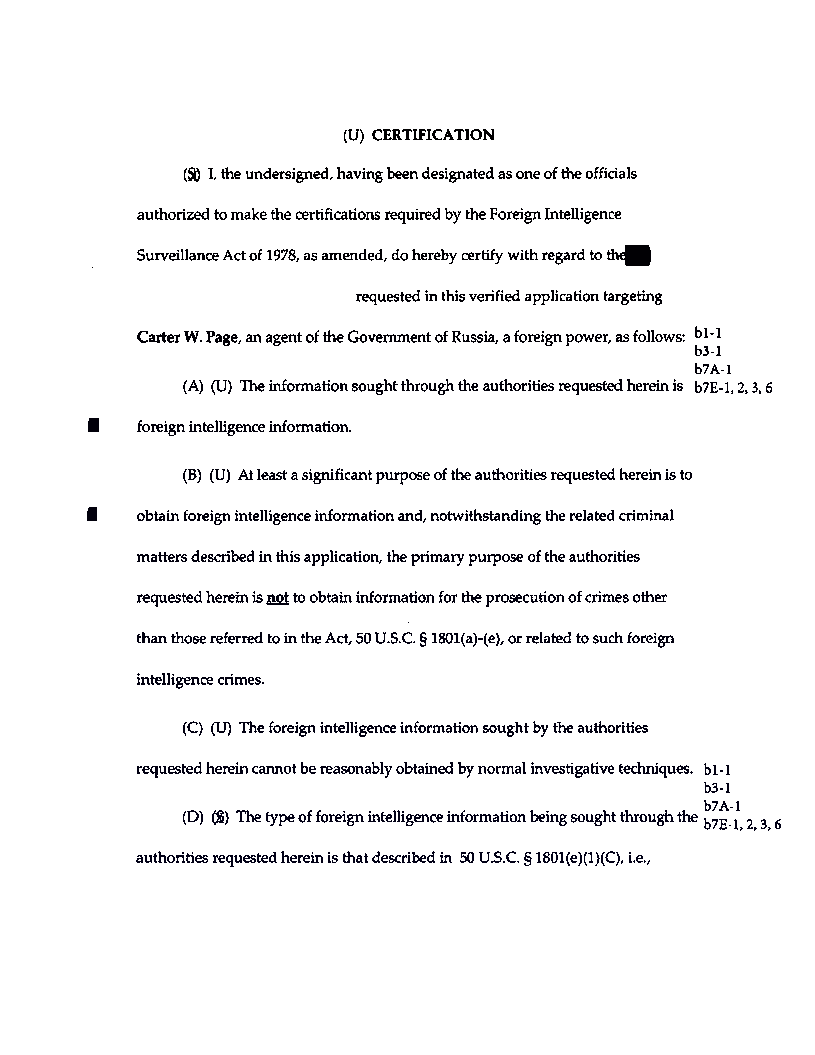 (U) CERTIFICATION
(S) I, the undersigned, having been designated as one of the officials
authorized to make the certifications required by the Foreign Intelligence
Surveillance Act of 1978, as amended, do hereby certify with regard to the
requested in this verified application targeting
Carter W. Page, an agent of the Government of Russia, a foreign power, as follows:
b1-1
b3-1
b7A-1
b7E-1, 2, 3, 6
(A) (U) The information sought through the authorities requested herein is
foreign intelligence information.
(B) (U) At least a significant purpose of the authorities requested herein is to
obtain foreign intelligence information and, notwithstanding the related criminal
matters described in this application, the primary purpose of the authorities
requested herein is not to obtain information for the prosecution of crimes other
than those referred to in the Act, 50 U.S.C. § 1801(a)-(e), or related to such foreign
intelligence crimes.
(C) (U) The foreign intelligence information sought by the authorities
requested herein cannot be reasonably obtained by normal investigative techniques.
b1-1
b3-1
b7A-1
b7E-1, 2, 3, 6
(D) (S) The type of foreign intelligence information being sought through the
authorities requested herein is that described in 50 U.S.C. § 1801(e)(1)(C), i.e.,